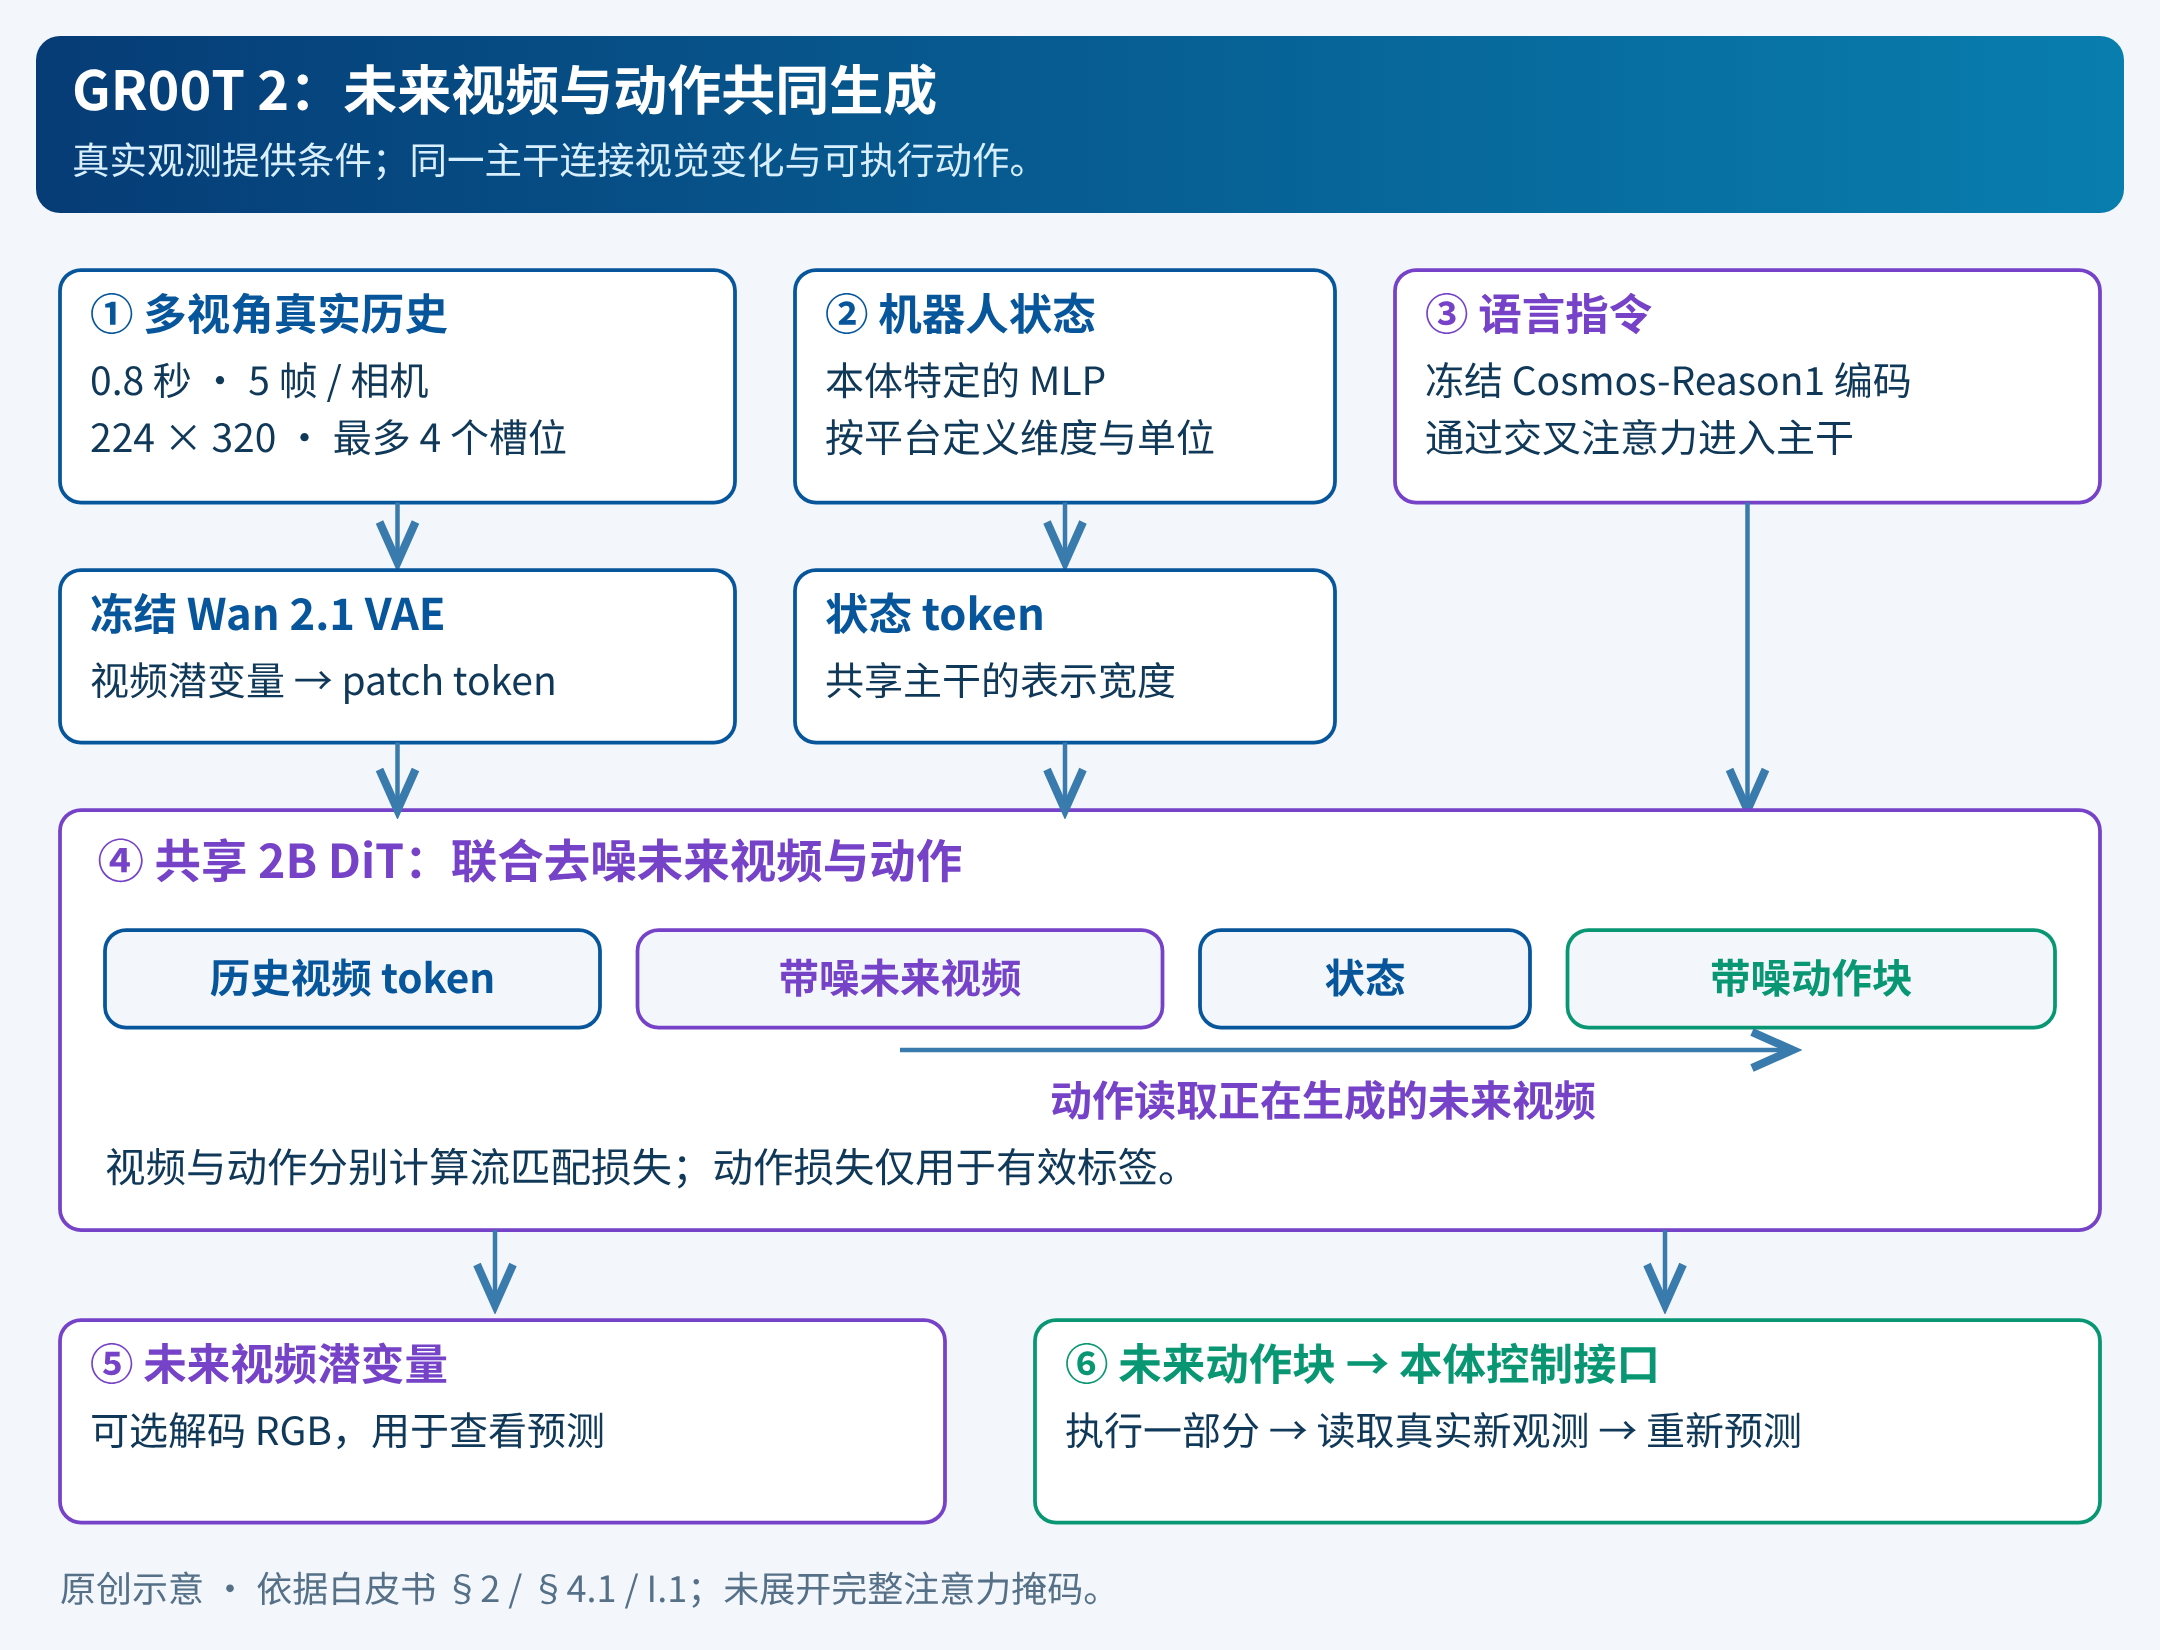 GR00T 2：未来视频与动作共同生成
真实观测提供条件；同一主干连接视觉变化与可执行动作。
① 多视角真实历史
0.8 秒 · 5 帧 / 相机
224 × 320 · 最多 4 个槽位
② 机器人状态
本体特定的 MLP
按平台定义维度与单位
③ 语言指令
冻结 Cosmos-Reason1 编码
通过交叉注意力进入主干
冻结 Wan 2.1 VAE
视频潜变量 → patch token
状态 token
共享主干的表示宽度
④ 共享 2B DiT：联合去噪未来视频与动作
历史视频 token
带噪未来视频
状态
带噪动作块
动作读取正在生成的未来视频
视频与动作分别计算流匹配损失；动作损失仅用于有效标签。
⑤ 未来视频潜变量
可选解码 RGB，用于查看预测
⑥ 未来动作块 → 本体控制接口
执行一部分 → 读取真实新观测 → 重新预测
原创示意 · 依据白皮书 §2 / §4.1 / I.1；未展开完整注意力掩码。